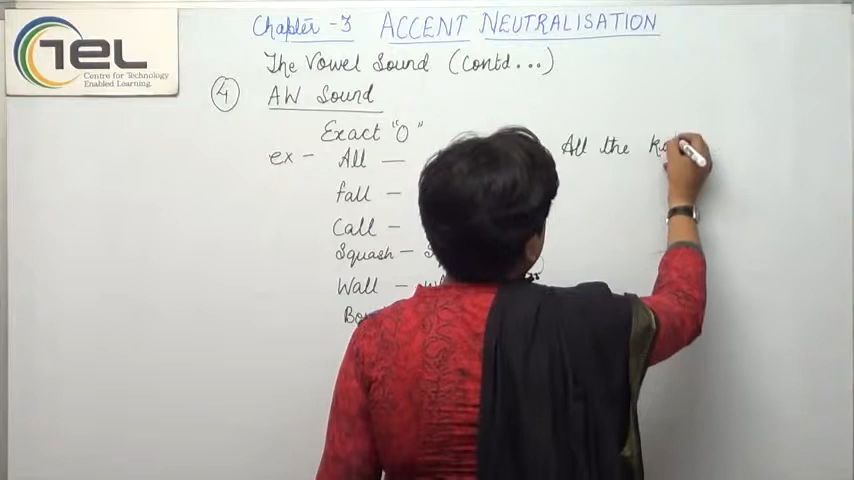 TEL
Centre for Technology
Enabled Learning
Chapter - 3 ACCENT NEUTRALISATION
The Vowel Sound (Contd...)
4 AW Sound
Exact "O"
ex - All — All the
fall -
Call -
Squash -
Wall -